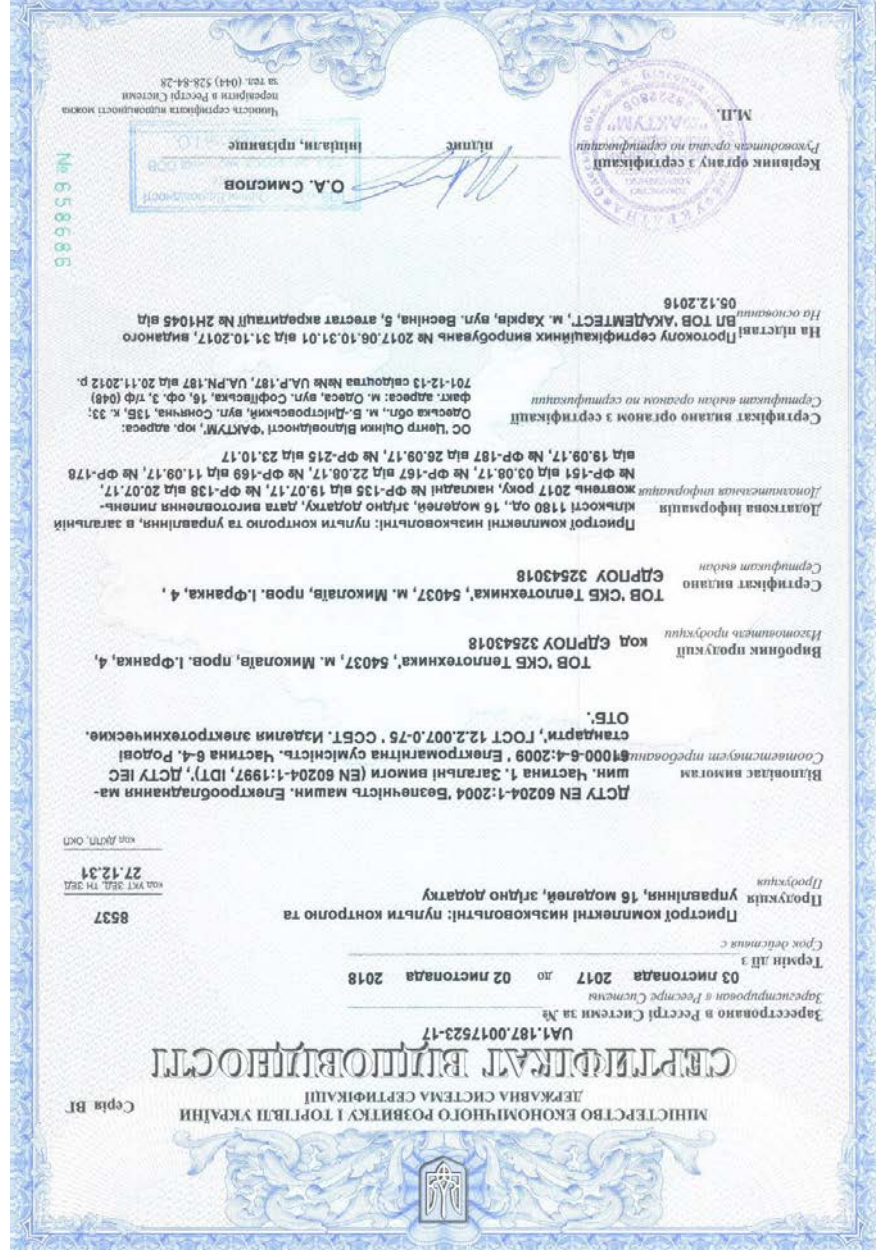 МІНІСТЕРСТВО ЕКОНОМІЧНОГО РОЗВИТКУ І ТОРГІВЛІ УКРАЇНИ
ДЕРЖАВНА СИСТЕМА СЕРТИФІКАЦІЇ
Серія ВГ
СЕРТИФІКАТ ВІДПОВІДНОСТІ
UA1.187.0017523-17
Зареєстровано в Реєстрі Системи за №
Зарегистрирован в Реестре Системы
03 листопада 2017 до 02 листопада 2018
Термін дії з
Срок действия с
Пристрої комплектні низьковольтні: пульти контролю та
Продукція управління, 16 моделей, згідно додатку
Продукция
8537
код УКТ ЗЕД, ТН ЗЕД
27.12.31
код ДКПП, ОКП
Відповідає вимогам
Соответствует требованиям
ДСТУ EN 60204-1:2004 'Безпечність машин. Електрообладнання ма-
шин. Частина 1. Загальні вимоги (EN 60204-1:1997, IDT)', ДСТУ IEC
61000-6-4:2009 ' Електромагнітна сумісність. Частина 6-4. Родові
стандарти', ГОСТ 12.2.007.0-75 ' ССБТ. Изделия электротехнические.
ОТБ'.
Виробник продукції
Изготовитель продукции
ТОВ 'СКБ Теплотехника', 54037, м. Миколаїв, пров. І.Франка, 4,
код ЄДРПОУ 32543018
Сертифікат видано
Сертификат выдан
ТОВ 'СКБ Теплотехника', 54037, м. Миколаїв, пров. І.Франка, 4 ,
ЄДРПОУ 32543018
Додаткова інформація
Дополнительная информация
Пристрої комплектні низьковольтні: пульти контролю та управління, в загальній
кількості 1180 од., 16 моделей, згідно додатку, дата виготовлення липень-
жовтень 2017 року, накладні № ФР-135 від 19.07.17, № ФР-138 від 20.07.17,
№ ФР-151 від 03.08.17, № ФР-167 від 22.08.17, № ФР-169 від 11.09.17, № ФР-178
від 19.09.17, № ФР-187 від 26.09.17, № ФР-215 від 23.10.17
Сертифікат видано органом з сертифікації
Сертификат выдан органом по сертификации
ОС 'Центр Оцінки Відповідності 'ФАКТУМ', юр. адреса:
Одеська обл., м. Б.-Дністровський, вул. Сонячна, 13Б, к. 33;
факт. адреса: м. Одеса, вул. Софіївська, 16, оф. 3, т/ф (048)
701-12-13 свідоцтва №№ UA.P.187, UA.PN.187 від 20.11.2012 р.
На підставі Протоколу сертифікаційних випробувань № 2017.06.10.31.01 від 31.10.2017, виданого
На основании ВЛ ТОВ 'АКАДЕМТЕСТ', м. Харків, вул. Весніна, 5, атестат акредитації № 2Н1045 від
05.12.2016
Керівник органу з сертифікації
Руководитель органа по сертификации
О.А. Смислов
підпис
ініціали, прізвище
М.П.
УКРАЇНА
"ФАКТУМ"
№ 658686
Чинність сертифіката відповідності можна
перевірити в Реєстрі Системи
за тел. (044) 528-84-28